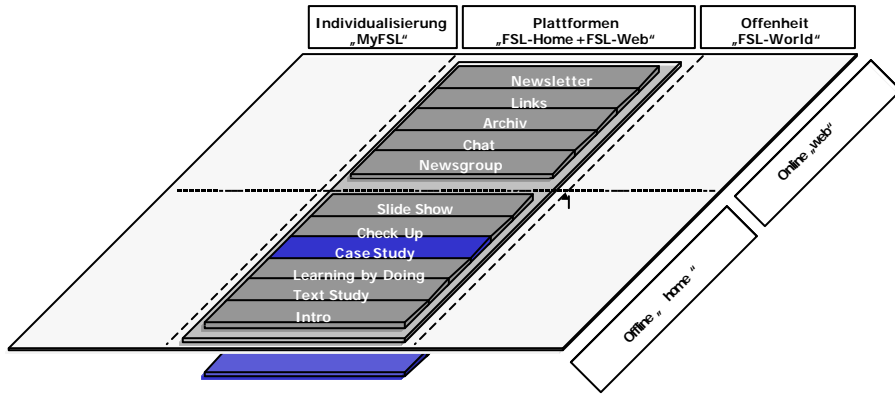 Individualisierung
„MyFSL“
Plattformen
„FSL-Home+FSL-Web“
Offenheit
„FSL-World“
Newsletter
Links
Archiv
Chat
Newsgroup
Online „web“
Slide Show
Check Up
Case Study
Learning by Doing
Text Study
Intro
Offline „ home “